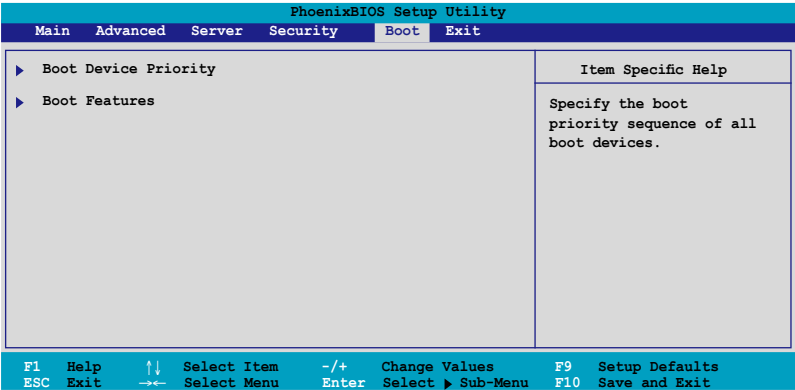 PhoenixBIOS Setup Utility
Main Advanced Server Security Boot Exit
Boot Device Priority
Boot Features
Item Specific Help
Specify the boot
priority sequence of all
boot devices.
F1 Help ↑↓ Select Item -/+ Change Values F9 Setup Defaults
ESC Exit →← Select Menu Enter Select ▶ Sub-Menu F10 Save and Exit